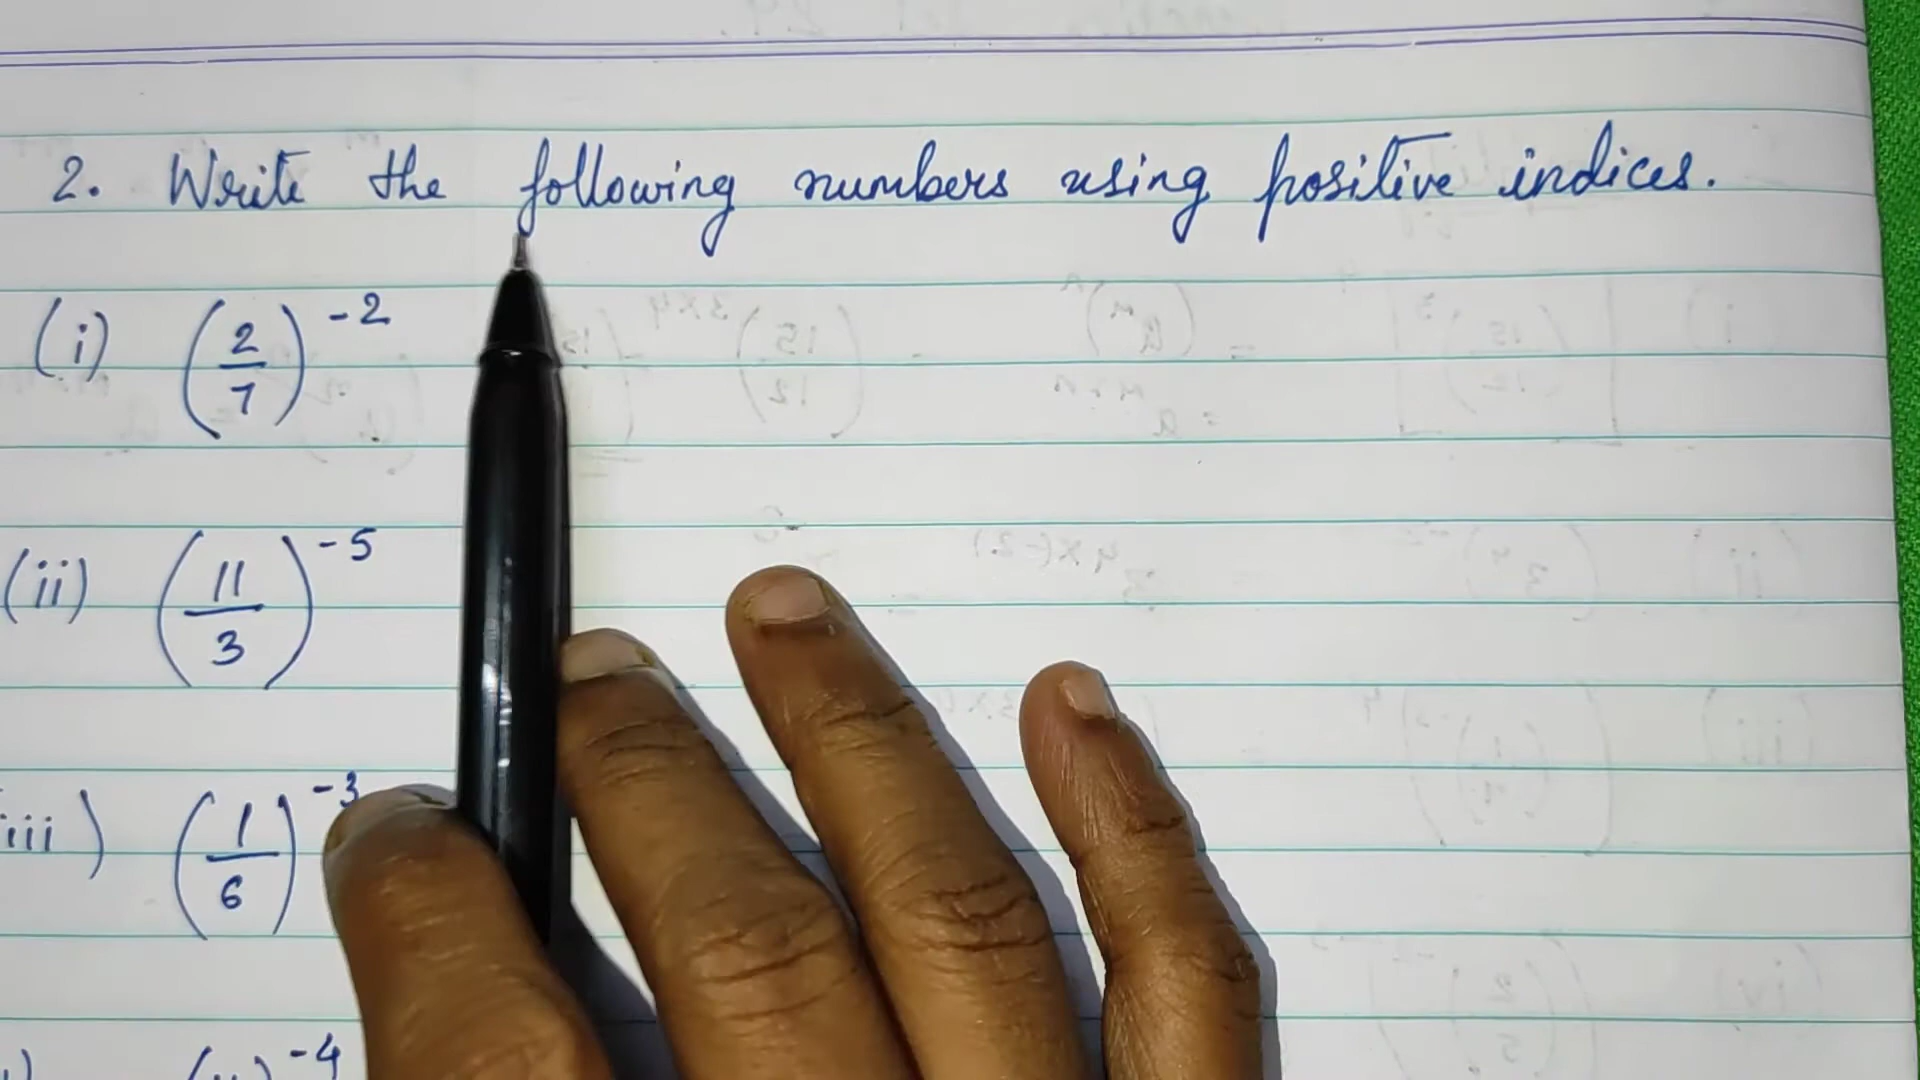 2. Write the following numbers using positive indices.
(i) (2/7)^-2
(ii) (11/3)^-5
iii) (1/6)^-3
) ( )^-4